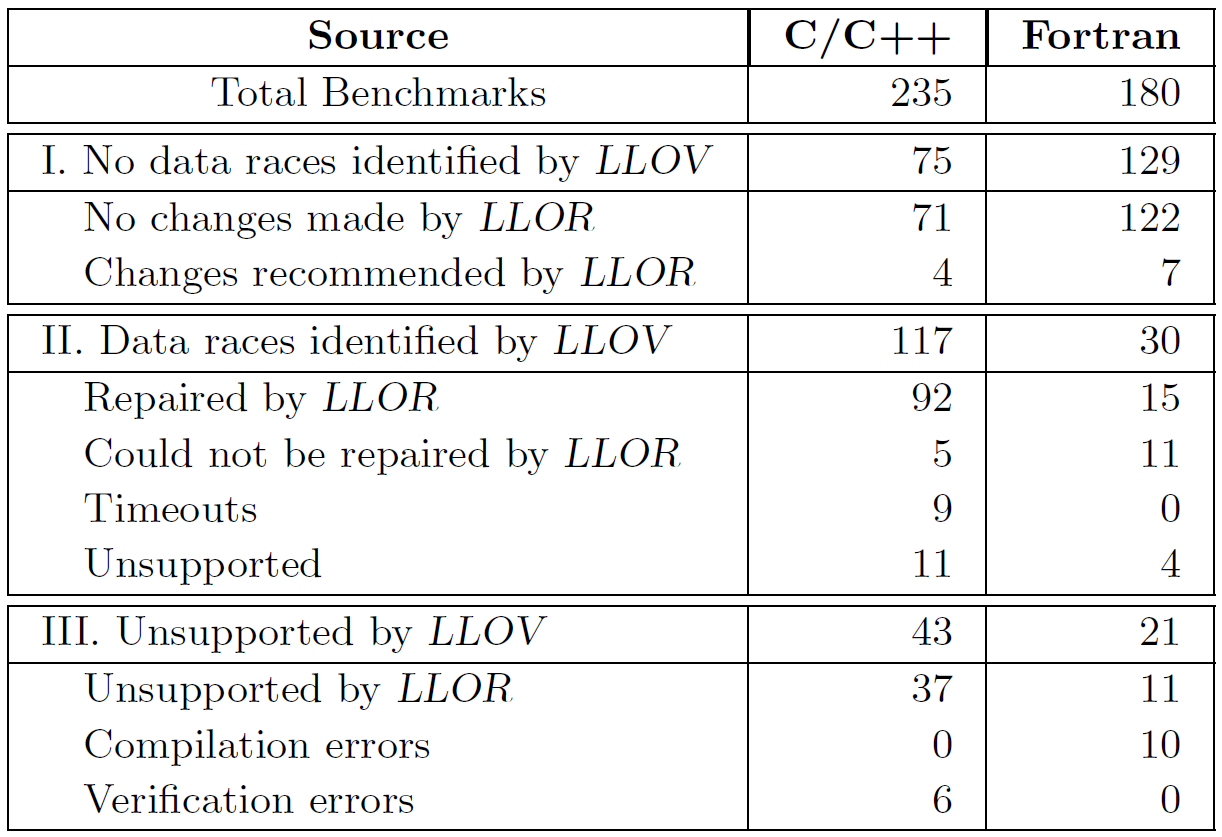 Source C/C++ Fortran
Total Benchmarks 235 180
I. No data races identified by LLOV 75 129
No changes made by LLOR 71 122
Changes recommended by LLOR 4 7
II. Data races identified by LLOV 117 30
Repaired by LLOR 92 15
Could not be repaired by LLOR 5 11
Timeouts 9 0
Unsupported 11 4
III. Unsupported by LLOV 43 21
Unsupported by LLOR 37 11
Compilation errors 0 10
Verification errors 6 0